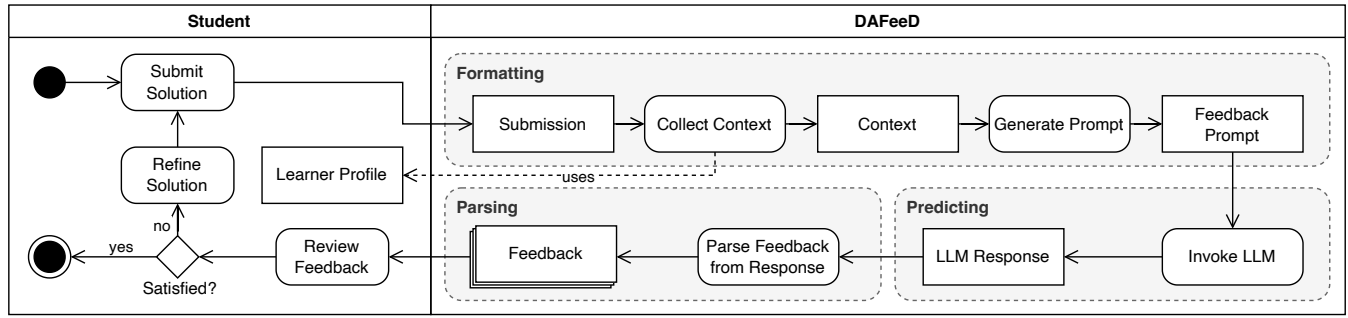 Student
DAFeeD
Formatting
Submit
Solution
Submission
Collect Context
Context
Generate Prompt
Feedback
Prompt
Refine
Solution
Learner Profile
uses
Parsing
Predicting
no
yes
Satisfied?
Review
Feedback
Feedback
Parse Feedback
from Response
LLM Response
Invoke LLM